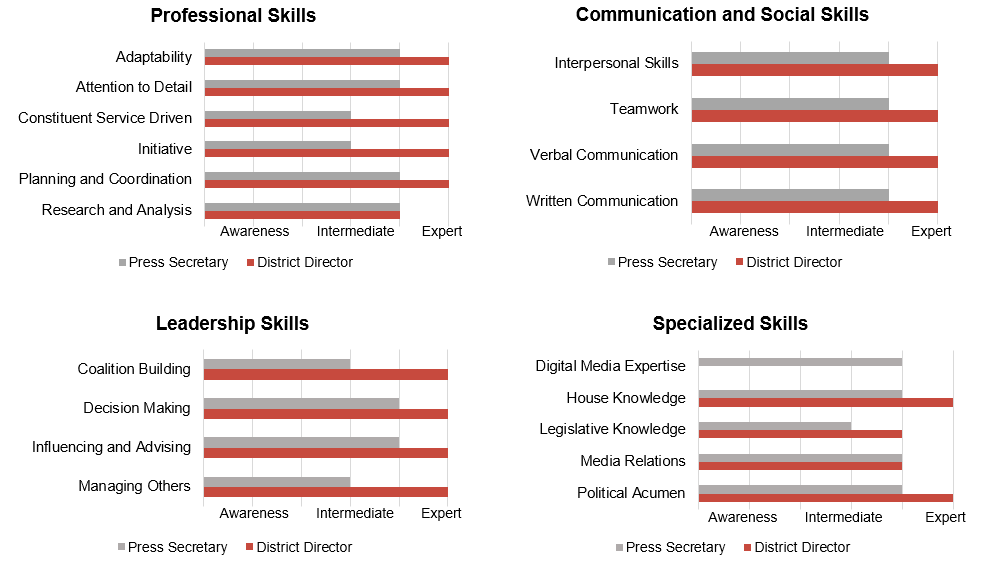 Professional Skills
Adaptability
Attention to Detail
Constituent Service Driven
Initiative
Planning and Coordination
Research and Analysis
Awareness Intermediate Expert
Press Secretary District Director
Communication and Social Skills
Interpersonal Skills
Teamwork
Verbal Communication
Written Communication
Awareness Intermediate Expert
Press Secretary District Director
Leadership Skills
Coalition Building
Decision Making
Influencing and Advising
Managing Others
Awareness Intermediate Expert
Press Secretary District Director
Specialized Skills
Digital Media Expertise
House Knowledge
Legislative Knowledge
Media Relations
Political Acumen
Awareness Intermediate Expert
Press Secretary District Director